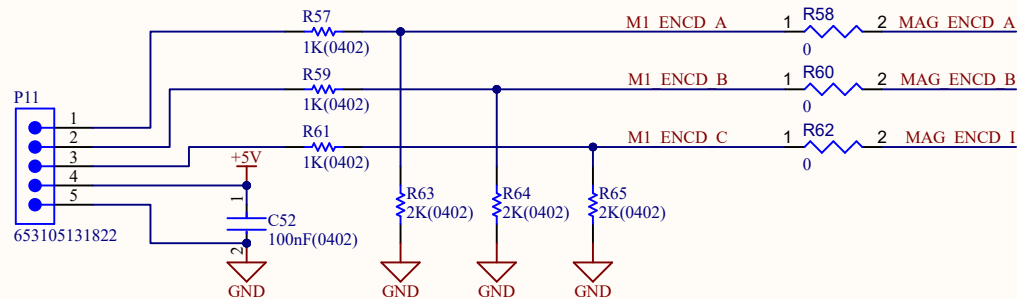 R57
1K(0402)
M1_ENCD_A
1
R58
2
MAG_ENCD_A
0
R59
1K(0402)
M1_ENCD_B
1
R60
2
MAG_ENCD_B
0
P11
1
2
3
4
5
653105131822
R61
1K(0402)
M1_ENCD_C
1
R62
2
MAG_ENCD_I
0
+5V
1
C52
100nF(0402)
2
GND
R63
2K(0402)
GND
R64
2K(0402)
GND
R65
2K(0402)
GND